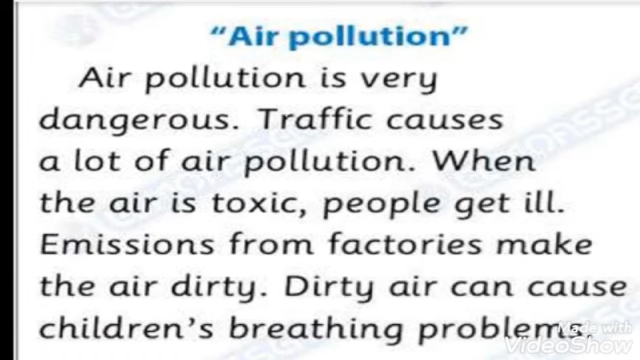 “Air pollution”
Air pollution is very
dangerous. Traffic causes
a lot of air pollution. When
the air is toxic, people get ill.
Emissions from factories make
the air dirty. Dirty air can cause
children’s breathing problems.
Made with
VideoShow